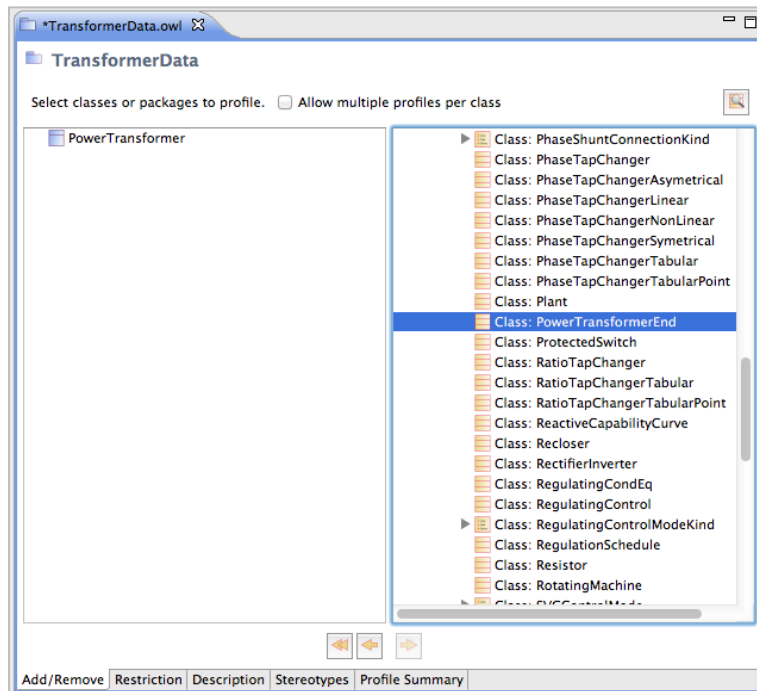 *TransformerData.owl
TransformerData
Select classes or packages to profile. Allow multiple profiles per class
PowerTransformer
Class: PhaseShuntConnectionKind
Class: PhaseTapChanger
Class: PhaseTapChangerAsymetrical
Class: PhaseTapChangerLinear
Class: PhaseTapChangerNonLinear
Class: PhaseTapChangerSymetrical
Class: PhaseTapChangerTabular
Class: PhaseTapChangerTabularPoint
Class: Plant
Class: PowerTransformerEnd
Class: ProtectedSwitch
Class: RatioTapChanger
Class: RatioTapChangerTabular
Class: RatioTapChangerTabularPoint
Class: ReactiveCapabilityCurve
Class: Recloser
Class: RectifierInverter
Class: RegulatingCondEq
Class: RegulatingControl
Class: RegulatingControlModeKind
Class: RegulationSchedule
Class: Resistor
Class: RotatingMachine
Class: SVCControlMode
Add/Remove Restriction Description Stereotypes Profile Summary